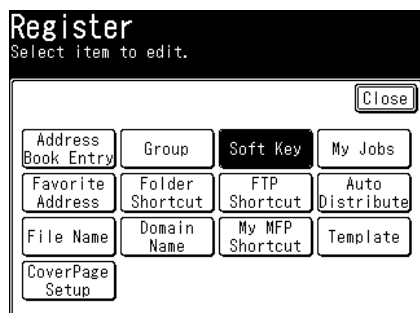 Register
Select item to edit.
Close
Address
Book Entry
Group
Soft Key
My Jobs
Favorite
Address
Folder
Shortcut
FTP
Shortcut
Auto
Distribute
File Name
Domain
Name
My MFP
Shortcut
Template
CoverPage
Setup